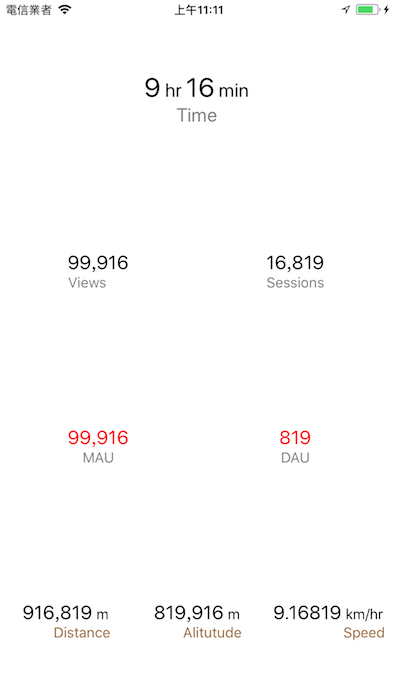 電信業者 上午11:11
9 hr 16 min
Time
99,916 16,819
Views Sessions
99,916 819
MAU DAU
916,819 m 819,916 m 9.16819 km/hr
Distance Alitutude Speed